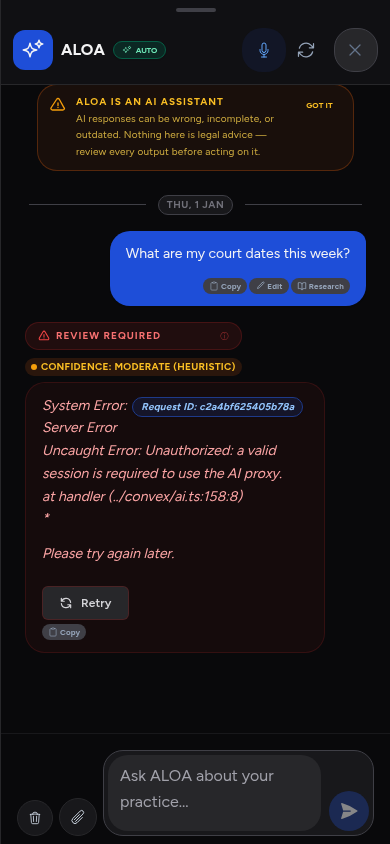 ALOA
AUTO
ALOA IS AN AI ASSISTANT
GOT IT
AI responses can be wrong, incomplete, or
outdated. Nothing here is legal advice —
review every output before acting on it.
THU, 1 JAN
What are my court dates this week?
Copy Edit Research
REVIEW REQUIRED
CONFIDENCE: MODERATE (HEURISTIC)
System Error: Request ID: c2a4bf625405b78a
Server Error
Uncaught Error: Unauthorized: a valid
session is required to use the AI proxy.
at handler (../convex/ai.ts:158:8)
*
Please try again later.
Retry
Copy
Ask ALOA about your
practice...